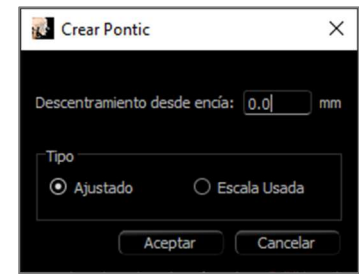 Crear Pontic
Descentramiento desde encía: 0.0 mm
Tipo
Ajustado Escala Usada
Aceptar Cancelar